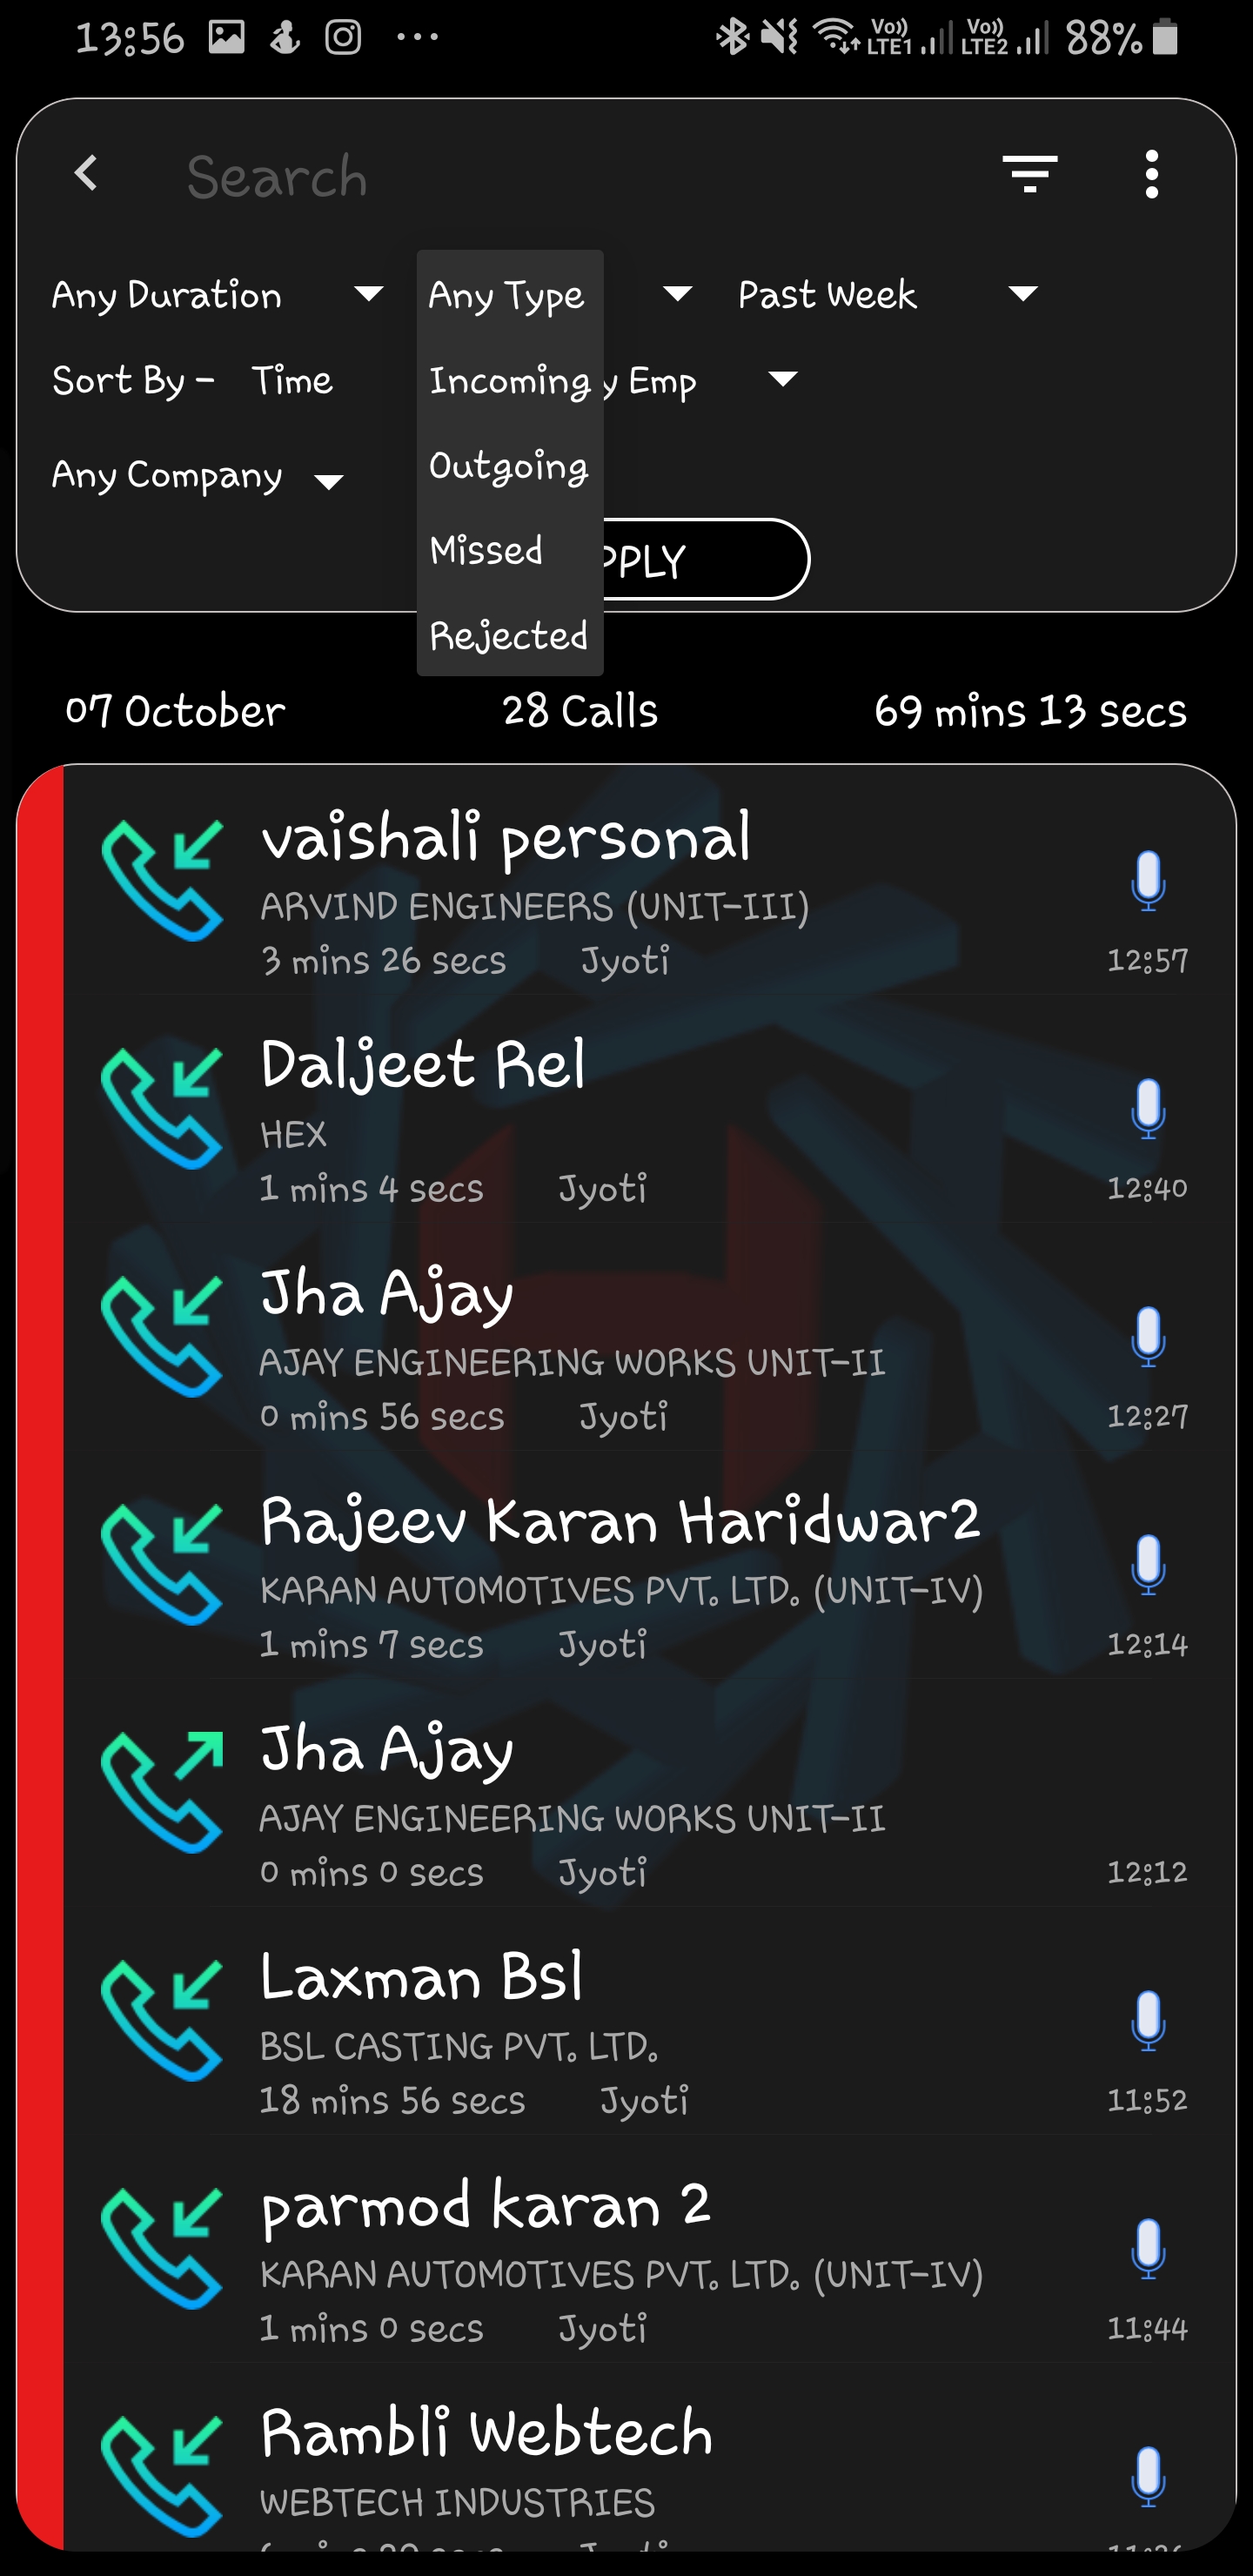 13:56 Vo)) LTE1 Vo)) LTE2 88%
Search
Any Duration Any Type Past Week
Sort By - Time Incoming y Emp
Outgoing
Any Company
Missed PPLY
Rejected
07 October 28 Calls 69 mins 13 secs
vaishali personal
ARVIND ENGINEERS (UNIT-III)
3 mins 26 secs Jyoti 12:57
Daljeet Rel
HEX
1 mins 4 secs Jyoti 12:40
Jha Ajay
AJAY ENGINEERING WORKS UNIT-II
0 mins 56 secs Jyoti 12:27
Rajeev Karan Haridwar2
KARAN AUTOMOTIVES PVT. LTD. (UNIT-IV)
1 mins 7 secs Jyoti 12:14
Jha Ajay
AJAY ENGINEERING WORKS UNIT-II
0 mins 0 secs Jyoti 12:12
Laxman Bsl
BSL CASTING PVT. LTD.
18 mins 56 secs Jyoti 11:52
parmod karan 2
KARAN AUTOMOTIVES PVT. LTD. (UNIT-IV)
1 mins 0 secs Jyoti 11:44
Rambli Webtech
WEBTECH INDUSTRIES